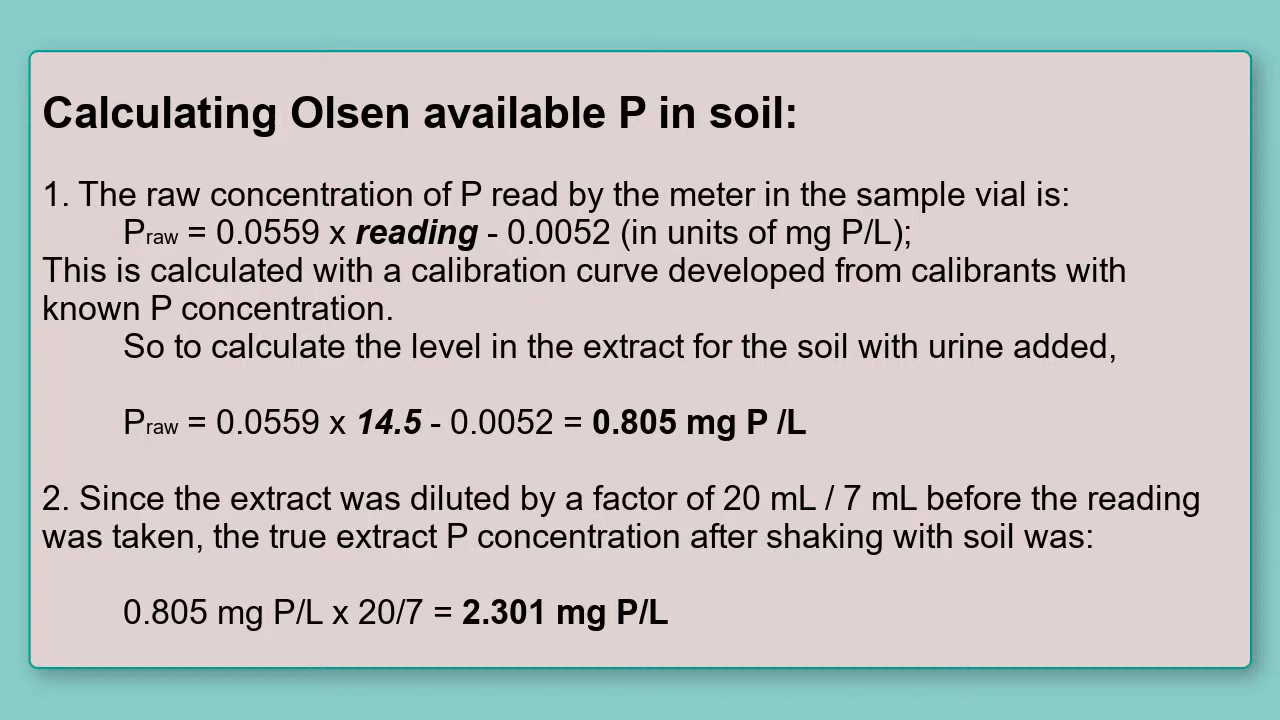 Calculating Olsen available P in soil:
1. The raw concentration of P read by the meter in the sample vial is:
Praw = 0.0559 x reading - 0.0052 (in units of mg P/L);
This is calculated with a calibration curve developed from calibrants with
known P concentration.
So to calculate the level in the extract for the soil with urine added,
Praw = 0.0559 x 14.5 - 0.0052 = 0.805 mg P /L
2. Since the extract was diluted by a factor of 20 mL / 7 mL before the reading
was taken, the true extract P concentration after shaking with soil was:
0.805 mg P/L x 20/7 = 2.301 mg P/L